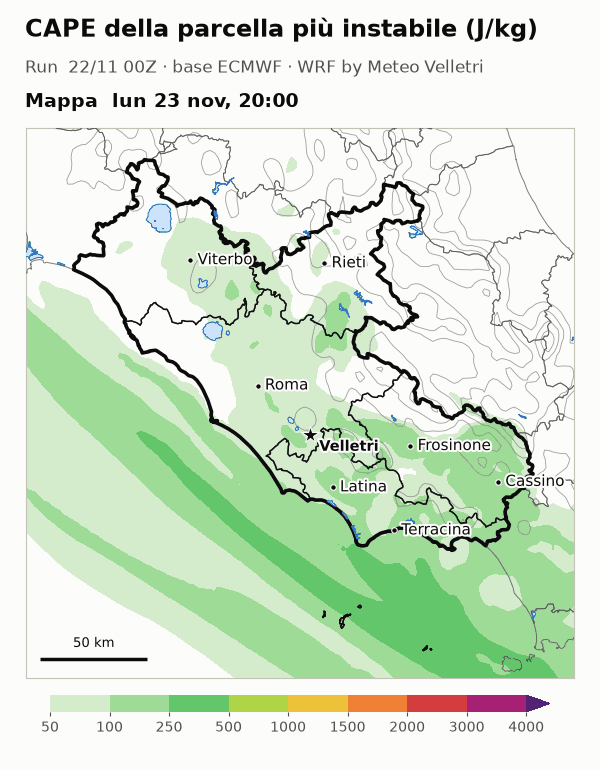 CAPE della parcella più instabile (J/kg)
Run  22/11 00Z · base ECMWF · WRF by Meteo Velletri
Mappa  lun 23 nov, 20:00
Viterbo
Rieti
Roma
Velletri
Frosinone
Latina
Cassino
Terracina
50 km
50 100 250 500 1000 1500 2000 3000 4000